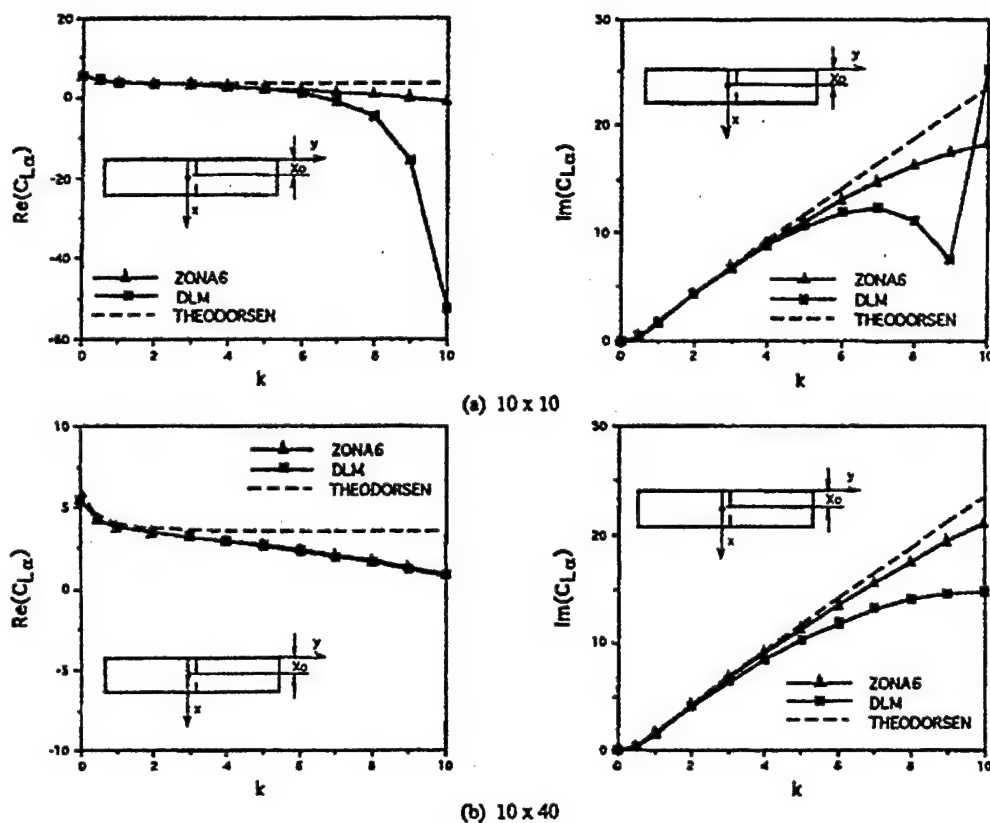 20
0
-20
-40
-60
Re(C_Lα)
0 2 4 6 8 10
k
y
x₀
x
ZONA6
DLM
THEODORSEN
30
20
10
0
Im(C_Lα)
0 2 4 6 8 10
k
y
x₀
x
ZONA6
DLM
THEODORSEN
(a) 10 x 10
10
5
0
-5
-10
Re(C_Lα)
0 2 4 6 8 10
k
ZONA6
DLM
THEODORSEN
y
x₀
x
30
20
10
0
Im(C_Lα)
0 2 4 6 8 10
k
y
x₀
x
ZONA6
DLM
THEODORSEN
(b) 10 x 40